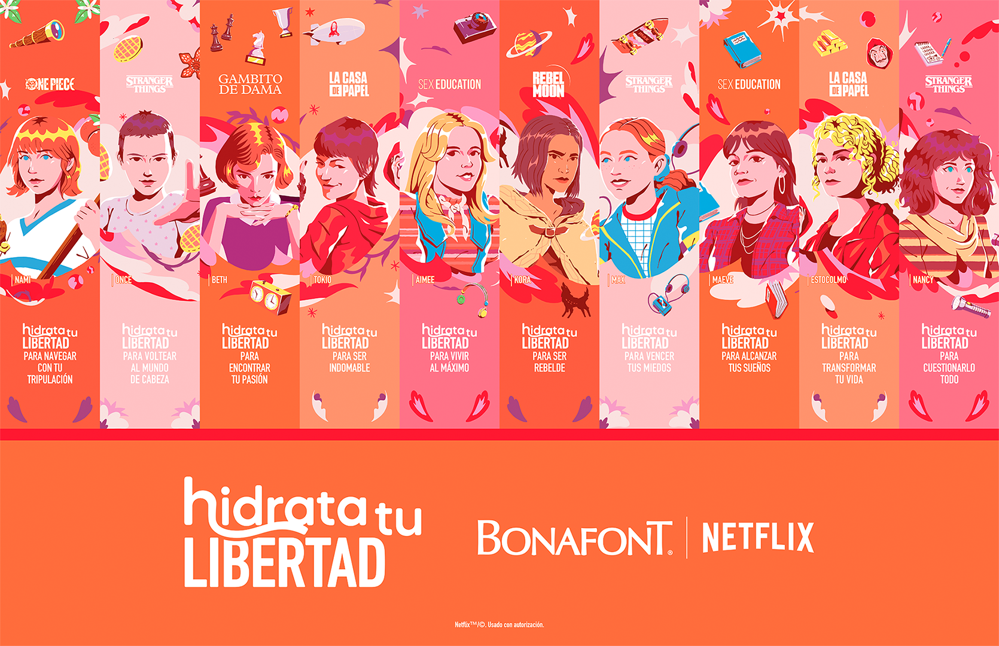 ONE PIECE
NAMI
hidrata tu
LIBERTAD
PARA NAVEGAR
CON TU
TRIPULACIÓN
STRANGER
THINGS
ONCE
hidrata tu
LIBERTAD
PARA VOLTEAR
AL MUNDO
DE CABEZA
GAMBITO
DE DAMA
BETH
hidrata tu
LIBERTAD
PARA
ENCONTRAR
TU PASIÓN
LA CASA
DE PAPEL
TOKIO
hidrata tu
LIBERTAD
PARA SER
INDOMABLE
SEX EDUCATION
AIMEE
hidrata tu
LIBERTAD
PARA VIVIR
AL MÁXIMO
REBEL
MOON
KORA
hidrata tu
LIBERTAD
PARA SER
REBELDE
max
STRANGER
THINGS
MAX
hidrata tu
LIBERTAD
PARA VENCER
TUS MIEDOS
SEX EDUCATION
MAEVE
hidrata tu
LIBERTAD
PARA ALCANZAR
TUS SUEÑOS
LA CASA
DE PAPEL
ESTOCOLMO
hidrata tu
LIBERTAD
PARA
TRANSFORMAR
TU VIDA
STRANGER
THINGS
NANCY
hidrata tu
LIBERTAD
PARA
CUESTIONARLO
TODO
hidrata tu
LIBERTAD
BONAFONT® | NETFLIX
Netflix™/©. Usado con autorización.